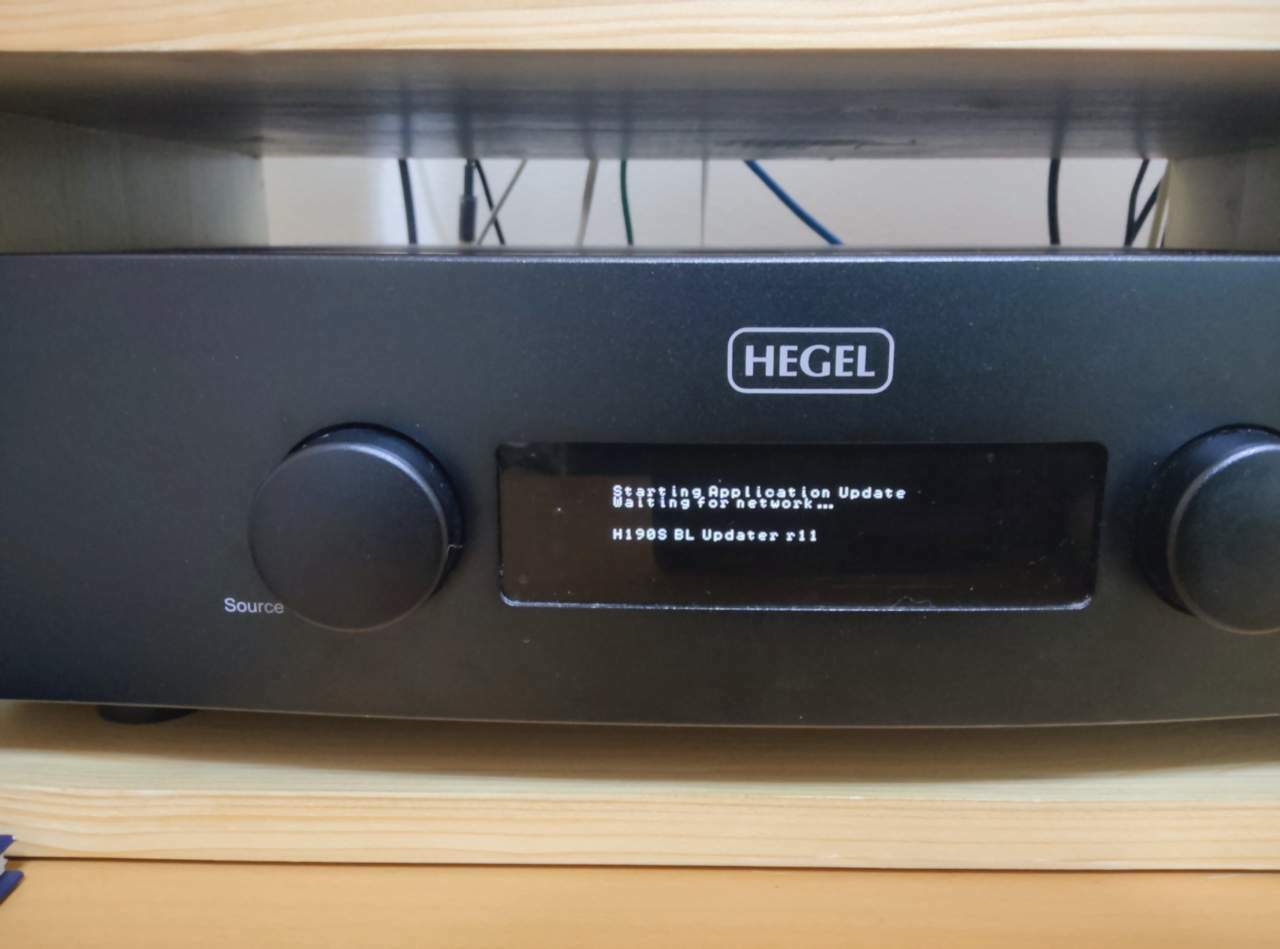 HEGEL
Starting Application Update
Waiting for network...
H190S BL Updater r11
Source